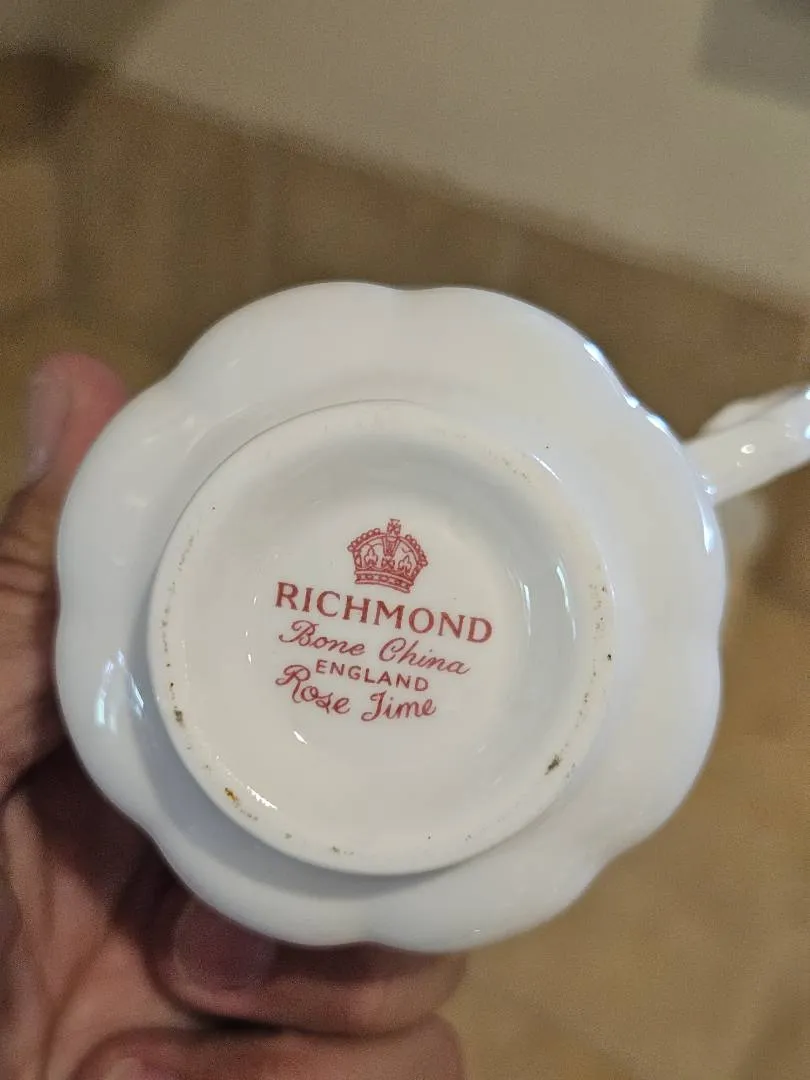 RICHMOND
Bone China
ENGLAND
Rose Time